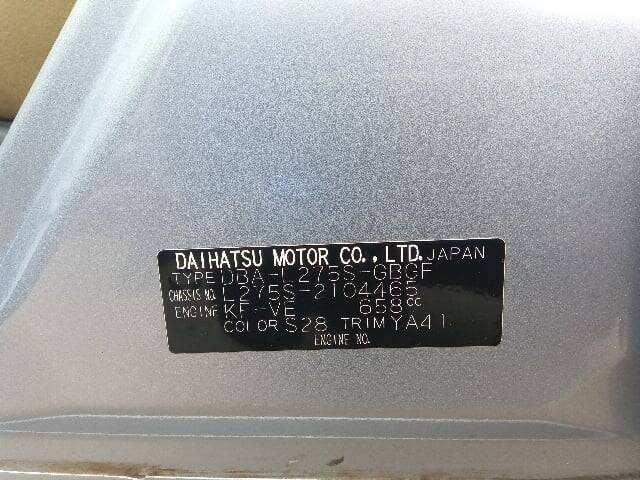 DAIHATSU MOTOR CO.,LTD. JAPAN
TYPE DBA-L275S-GBGF
CHASSIS NO. L275S-2104465
ENGINE KF-VE 658cc
COLOR S28 TRIM YA41
ENGINE NO.